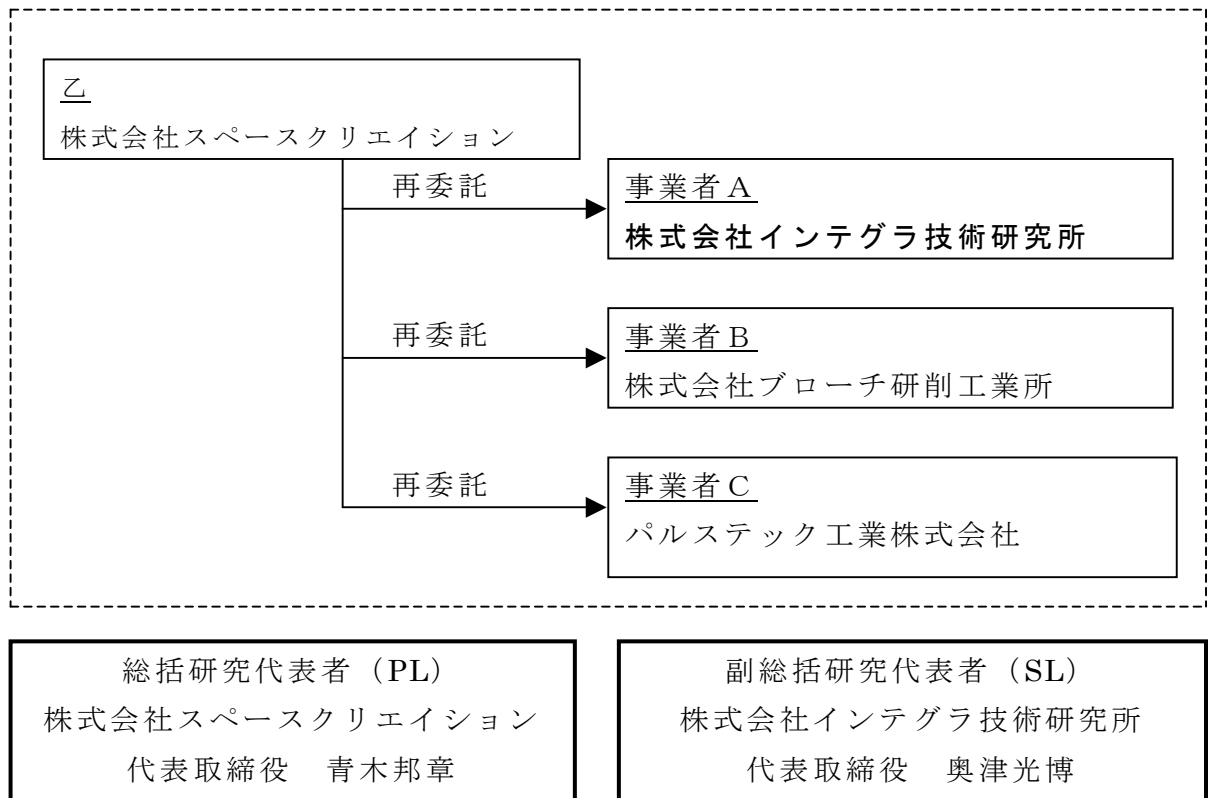 乙
株式会社スペースクリエイション
再委託
事業者A
株式会社インテグラ技術研究所
再委託
事業者B
株式会社ブローチ研削工業所
再委託
事業者C
パルステック工業株式会社
総括研究代表者（PL）
株式会社スペースクリエイション
代表取締役　青木邦章
副総括研究代表者（SL）
株式会社インテグラ技術研究所
代表取締役　奥津光博